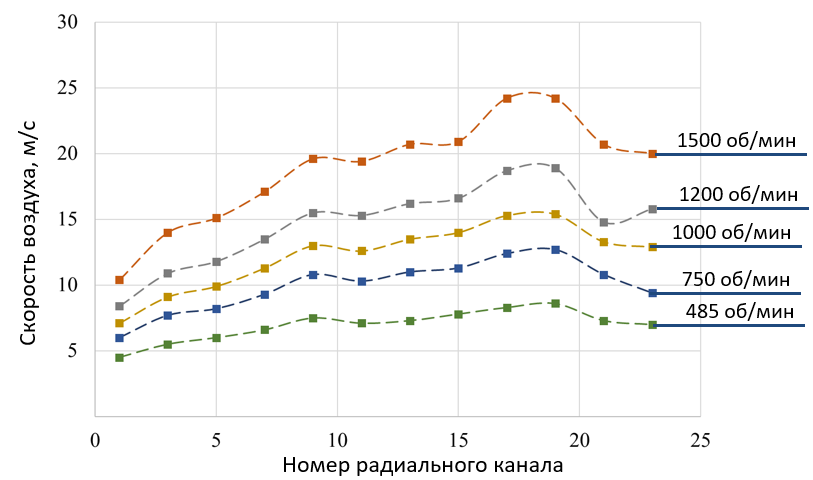 30
25
20
15
10
5
Скорость воздуха, м/с
1500 об/мин
1200 об/мин
1000 об/мин
750 об/мин
485 об/мин
0 5 10 15 20 25
Номер радиального канала